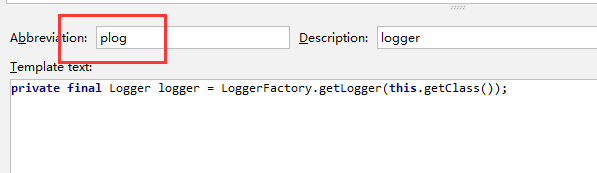 Abbreviation: plog Description: logger
Template text:
private final Logger logger = LoggerFactory.getLogger(this.getClass());